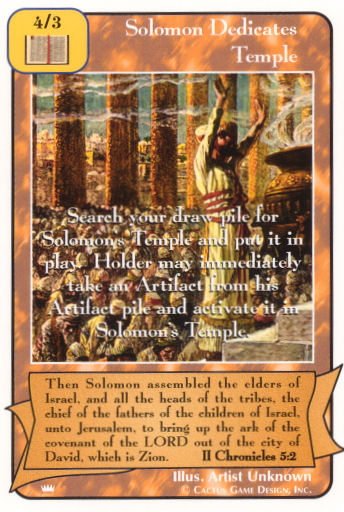 4/3
Solomon Dedicates
Temple
Search your draw pile for
Solomon's Temple and put it in
play. Holder may immediately
take an Artifact from his
Artifact pile and activate it in
Solomon's Temple.
Then Solomon assembled the elders of
Israel, and all the heads of the tribes, the
chief of the fathers of the children of Israel,
unto Jerusalem, to bring up the ark of the
covenant of the LORD out of the city of
David, which is Zion. II Chronicles 5:2
Illus. Artist Unknown
© Cactus Game Design, Inc.